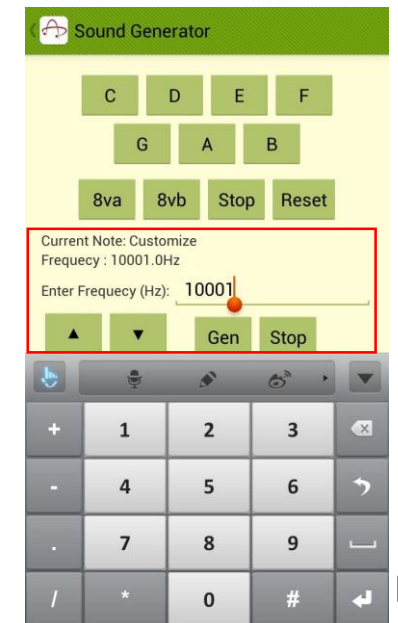 Sound Generator
C D E F
G A B
8va 8vb Stop Reset
Current Note: Customize
Frequecy : 10001.0Hz
Enter Frequecy (Hz): 10001
▲ ▼ Gen Stop
+ 1 2 3
- 4 5 6
. 7 8 9
/ * 0 #